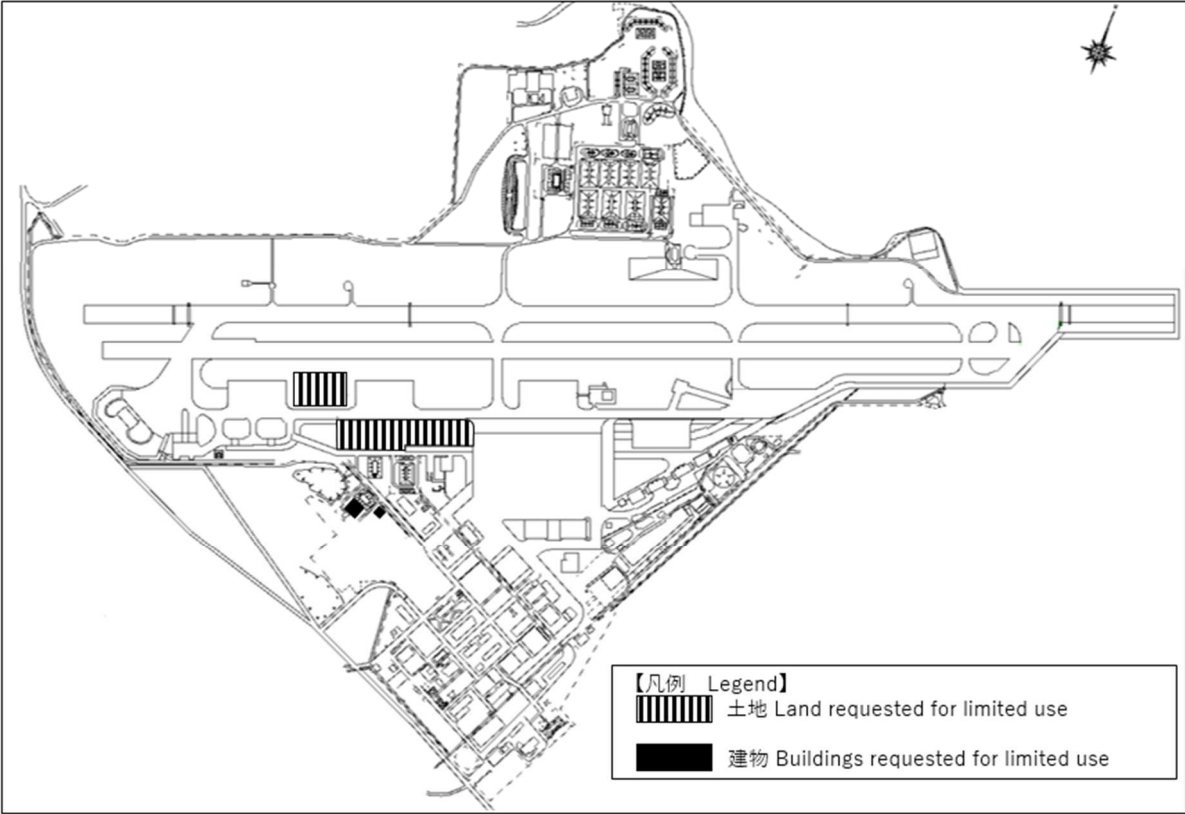 【凡例 Legend】
土地 Land requested for limited use
建物 Buildings requested for limited use